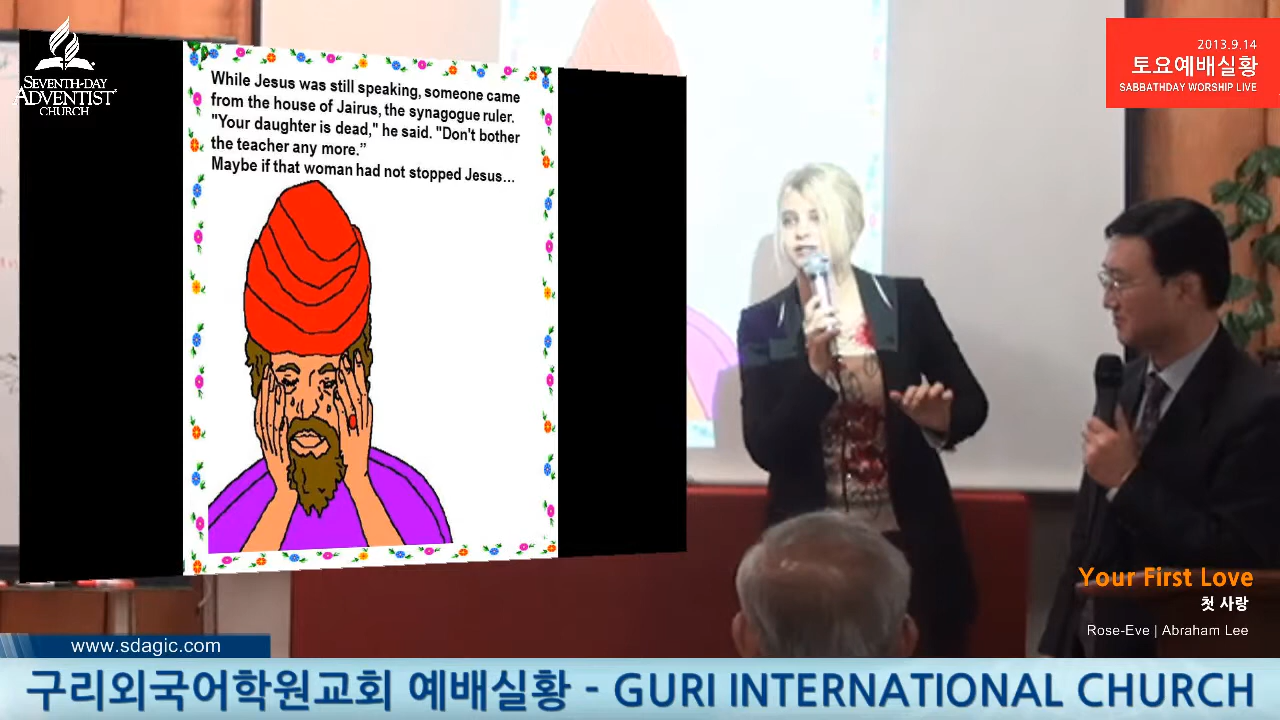 SEVENTH-DAY
ADVENTIST
CHURCH
While Jesus was still speaking, someone came
from the house of Jairus, the synagogue ruler.
"Your daughter is dead," he said. "Don't bother
the teacher any more.”
Maybe if that woman had not stopped Jesus...
2013.9.14
토요예배실황
SABBATHDAY WORSHIP LIVE
Your First Love
첫 사랑
Rose-Eve | Abraham Lee
www.sdagic.com
구리외국어학원교회 예배실황 - GURI INTERNATIONAL CHURCH